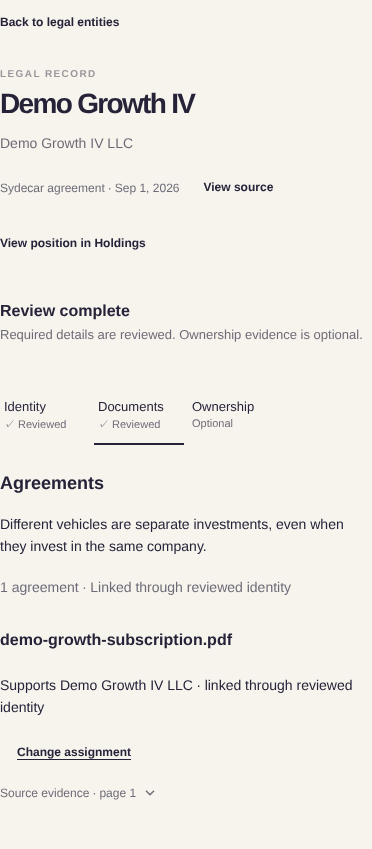 Back to legal entities
LEGAL RECORD
Demo Growth IV
Demo Growth IV LLC
Sydecar agreement · Sep 1, 2026 View source
View position in Holdings
Review complete
Required details are reviewed. Ownership evidence is optional.
Identity Documents Ownership
✓ Reviewed ✓ Reviewed Optional
Agreements
Different vehicles are separate investments, even when
they invest in the same company.
1 agreement · Linked through reviewed identity
demo-growth-subscription.pdf
Supports Demo Growth IV LLC · linked through reviewed
identity
Change assignment
Source evidence · page 1